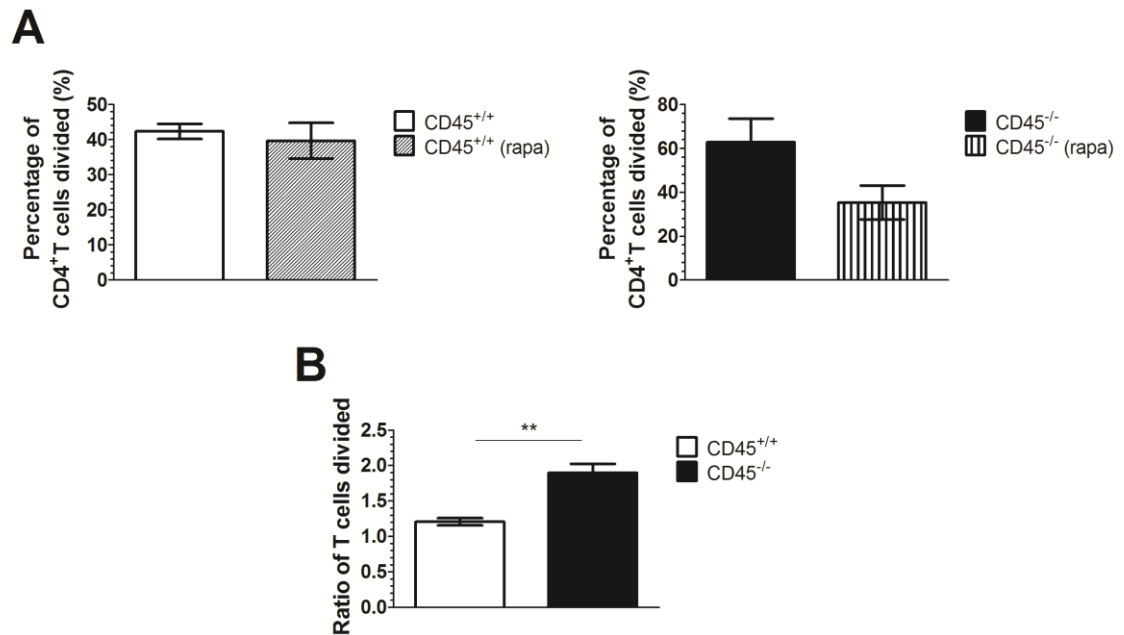 A
Percentage of
CD4⁺T cells divided (%)
50
40
30
20
10
0
CD45⁺/⁺
CD45⁺/⁺ (rapa)
Percentage of
CD4⁺T cells divided (%)
80
60
40
20
0
CD45⁻/⁻
CD45⁻/⁻ (rapa)
B
Ratio of T cells divided
2.5
2.0
1.5
1.0
0.5
0.0
**
CD45⁺/⁺
CD45⁻/⁻